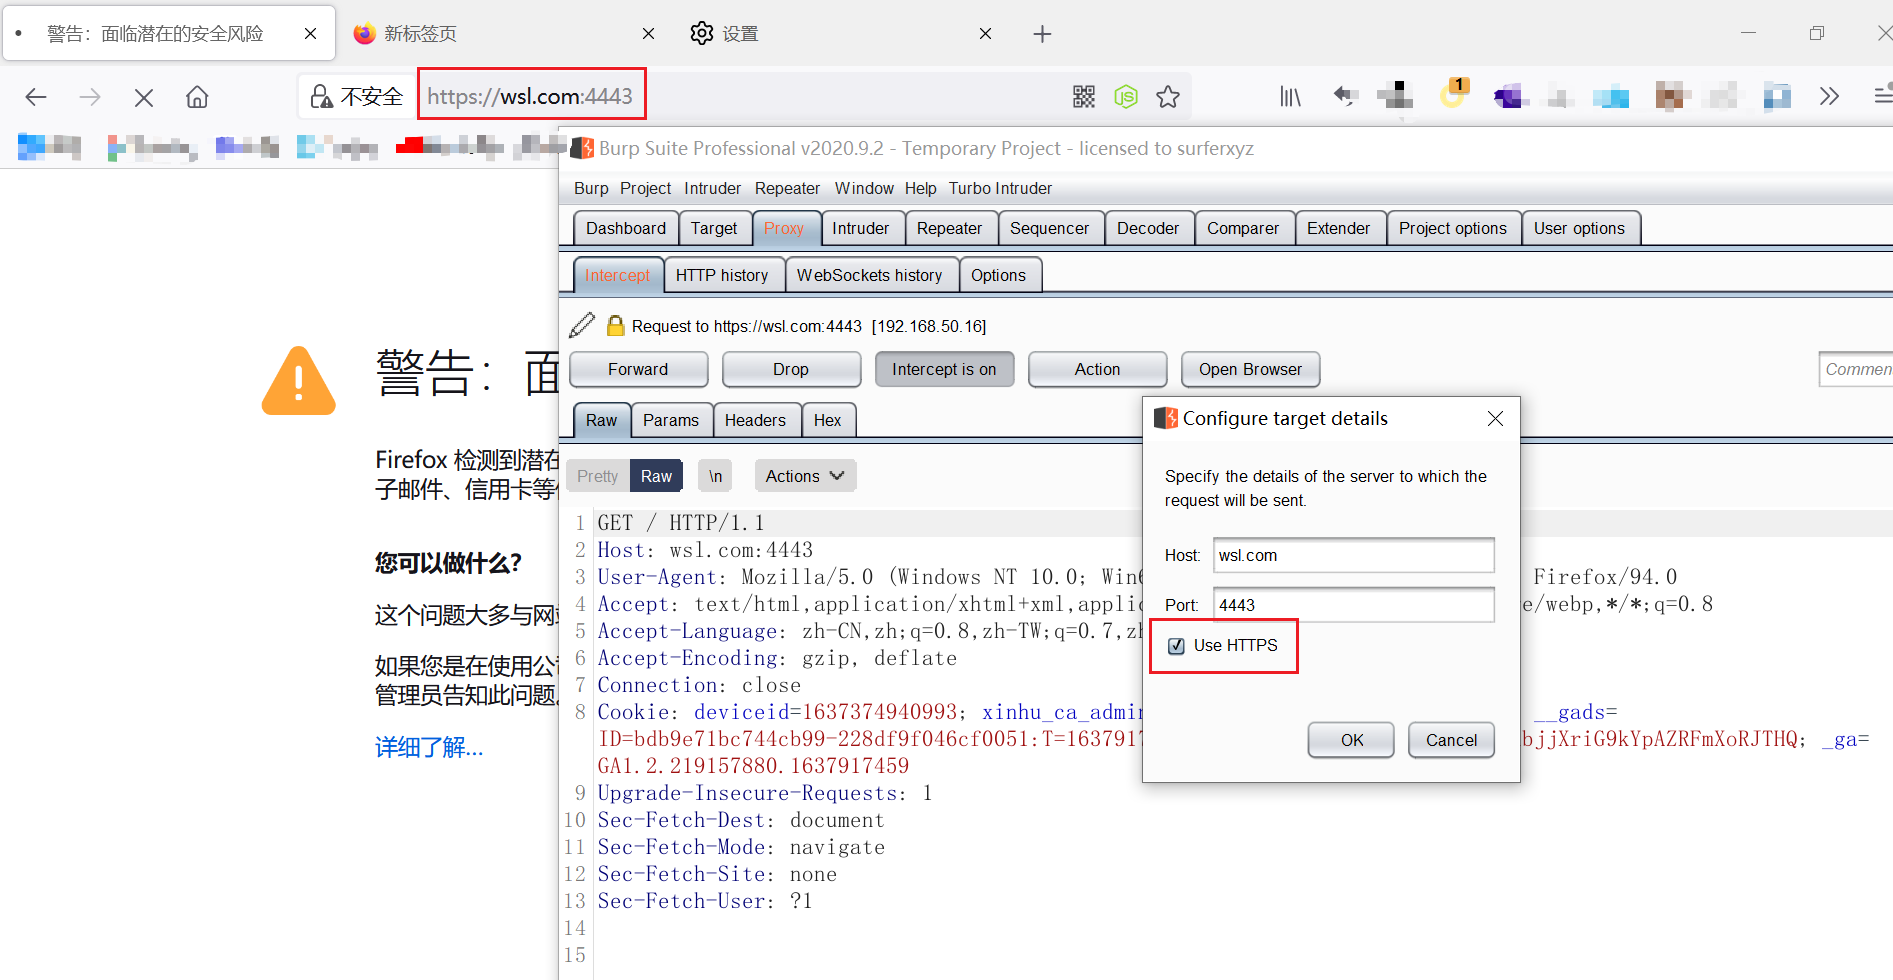 警告：面临潜在的安全风险
新标签页
设置
不安全
https://wsl.com:4443
1
Burp Suite Professional v2020.9.2 - Temporary Project - licensed to surferxyz
Burp Project Intruder Repeater Window Help Turbo Intruder
Dashboard Target Proxy Intruder Repeater Sequencer Decoder Comparer Extender Project options User options
Intercept HTTP history WebSockets history Options
Request to https://wsl.com:4443 [192.168.50.16]
Forward Drop Intercept is on Action Open Browser
Commen
Raw Params Headers Hex
Pretty Raw \n Actions
警告：面
Firefox 检测到潜在
子邮件、信用卡等
您可以做什么？
这个问题大多与网
如果您是在使用公
管理员告知此问题
详细了解…
1 GET / HTTP/1.1
2 Host: wsl.com:4443
3 User-Agent: Mozilla/5.0 (Windows NT 10.0; Win Firefox/94.0
4 Accept: text/html,application/xhtml+xml,applic e/webp,*/*;q=0.8
5 Accept-Language: zh-CN,zh;q=0.8,zh-TW;q=0.7,zh
6 Accept-Encoding: gzip, deflate
7 Connection: close
8 Cookie: deviceid=1637374940993; xinhu_ca_admin __gads=
ID=bdb9e71bc744cb99-228df9f046cf0051:T=1637917 bjjXriG9kYpAZRFmXoRJTHQ; _ga=
GA1.2.219157880.1637917459
9 Upgrade-Insecure-Requests: 1
10 Sec-Fetch-Dest: document
11 Sec-Fetch-Mode: navigate
12 Sec-Fetch-Site: none
13 Sec-Fetch-User: ?1
14
15
Configure target details
Specify the details of the server to which the
request will be sent.
Host: wsl.com
Port: 4443
Use HTTPS
OK Cancel